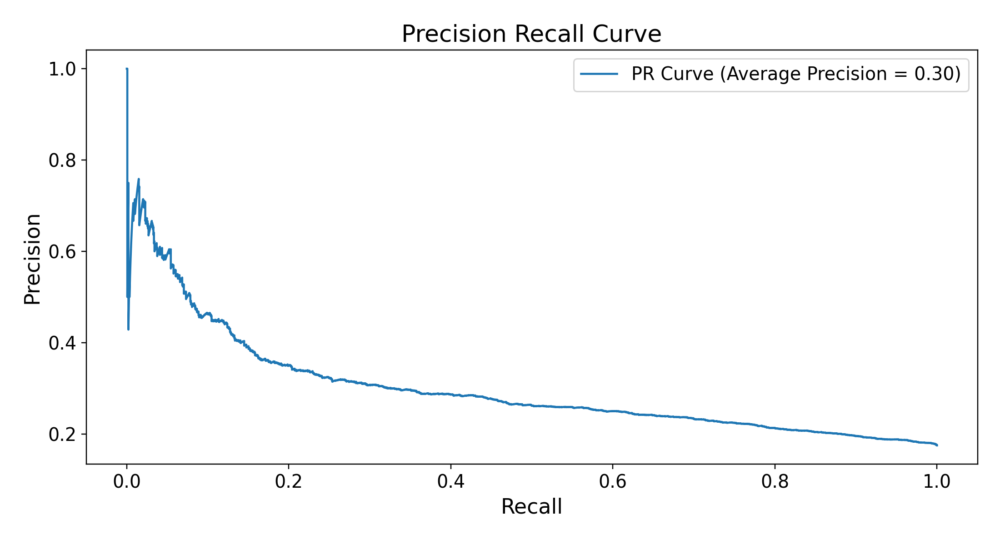 Precision Recall Curve
PR Curve (Average Precision = 0.30)
1.0
0.8
0.6
0.4
0.2
Precision
0.0 0.2 0.4 0.6 0.8 1.0
Recall